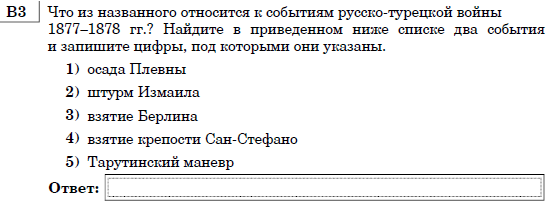 В3 Что из названного относится к событиям русско-турецкой войны
1877–1878 гг.? Найдите в приведенном ниже списке два события
и запишите цифры, под которыми они указаны.
1) осада Плевны
2) штурм Измаила
3) взятие Берлина
4) взятие крепости Сан-Стефано
5) Тарутинский маневр
Ответ: